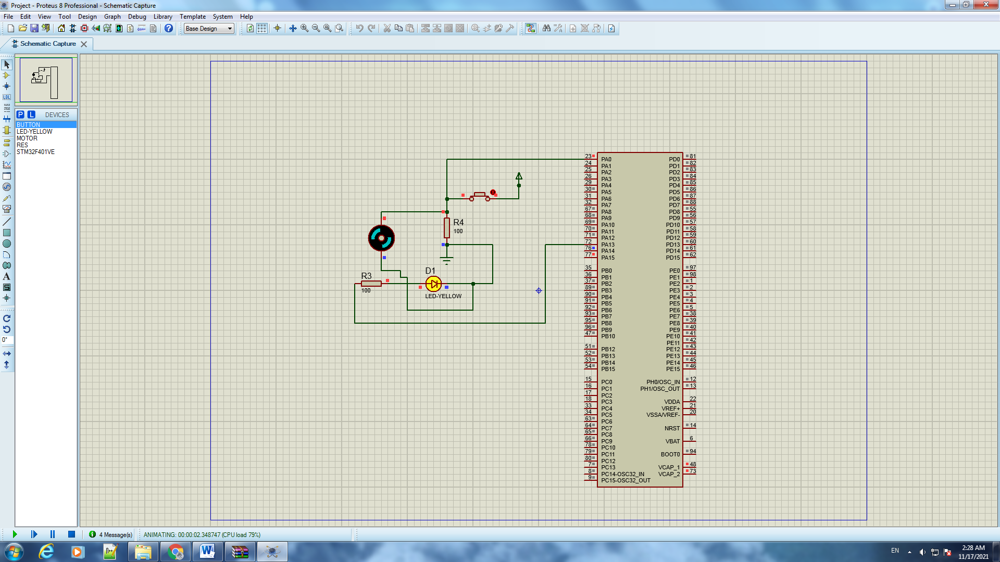 Project - Proteus 8 Professional - Schematic Capture
File Edit View Tool Design Graph Debug Library Template System Help
Base Design
Schematic Capture
P L DEVICES
BUTTON
LED-YELLOW
MOTOR
RES
STM32F401VE
LBL
A
S
0°
R4
100
R3
100
D1
LED-YELLOW
23 PA0 PD0 81
24 PA1 PD1 82
25 PA2 PD2 83
26 PA3 PD3 84
29 PA4 PD4 85
30 PA5 PD5 86
31 PA6 PD6 87
32 PA7 PD7 88
67 PA8 PD8 55
68 PA9 PD9 56
69 PA10 PD10 57
70 PA11 PD11 58
71 PA12 PD12 59
72 PA13 PD13 60
76 PA14 PD14 61
77 PA15 PD15 62
35 PB0 PE0 97
36 PB1 PE1 98
37 PB2 PE2 1
89 PB3 PE3 2
90 PB4 PE4 3
91 PB5 PE5 4
92 PB6 PE6 5
93 PB7 PE7 38
95 PB8 PE8 39
96 PB9 PE9 40
47 PB10 PE10 41
PE11 42
51 PB12 PE12 43
52 PB13 PE13 44
53 PB14 PE14 45
54 PB15 PE15 46
15 PC0 PH0/OSC_IN 12
16 PC1 PH1/OSC_OUT 13
17 PC2
18 PC3 VDDA 22
33 PC4 VREF+ 21
34 PC5 VSSA/VREF- 20
63 PC6
64 PC7 NRST 14
65 PC8
66 PC9 VBAT 6
78 PC10
79 PC11 BOOT0 94
80 PC12
7 PC13 VCAP_1 48
8 PC14-OSC32_IN VCAP_2 73
9 PC15-OSC32_OUT
4 Message(s) ANIMATING: 00:00:02.348747 (CPU load 79%)
EN
2:28 AM
11/17/2021